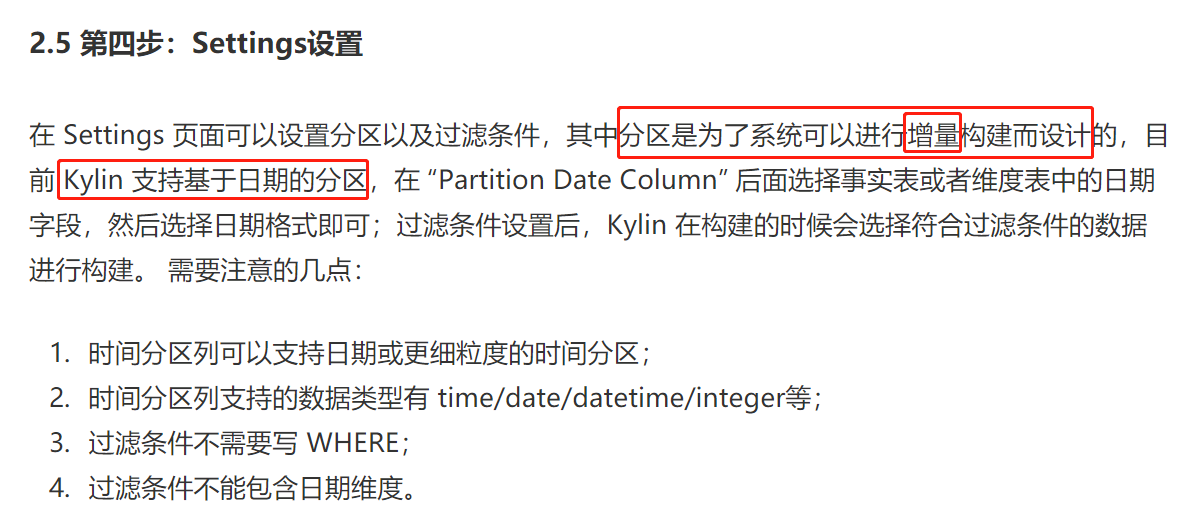 2.5 第四步：Settings设置
在 Settings 页面可以设置分区以及过滤条件，其中分区是为了系统可以进行增量构建而设计的，目
前 Kylin 支持基于日期的分区，在 “Partition Date Column” 后面选择事实表或者维度表中的日期
字段，然后选择日期格式即可；过滤条件设置后，Kylin 在构建的时候会选择符合过滤条件的数据
进行构建。 需要注意的几点：
1. 时间分区列可以支持日期或更细粒度的时间分区；
2. 时间分区列支持的数据类型有 time/date/datetime/integer等；
3. 过滤条件不需要写 WHERE；
4. 过滤条件不能包含日期维度。